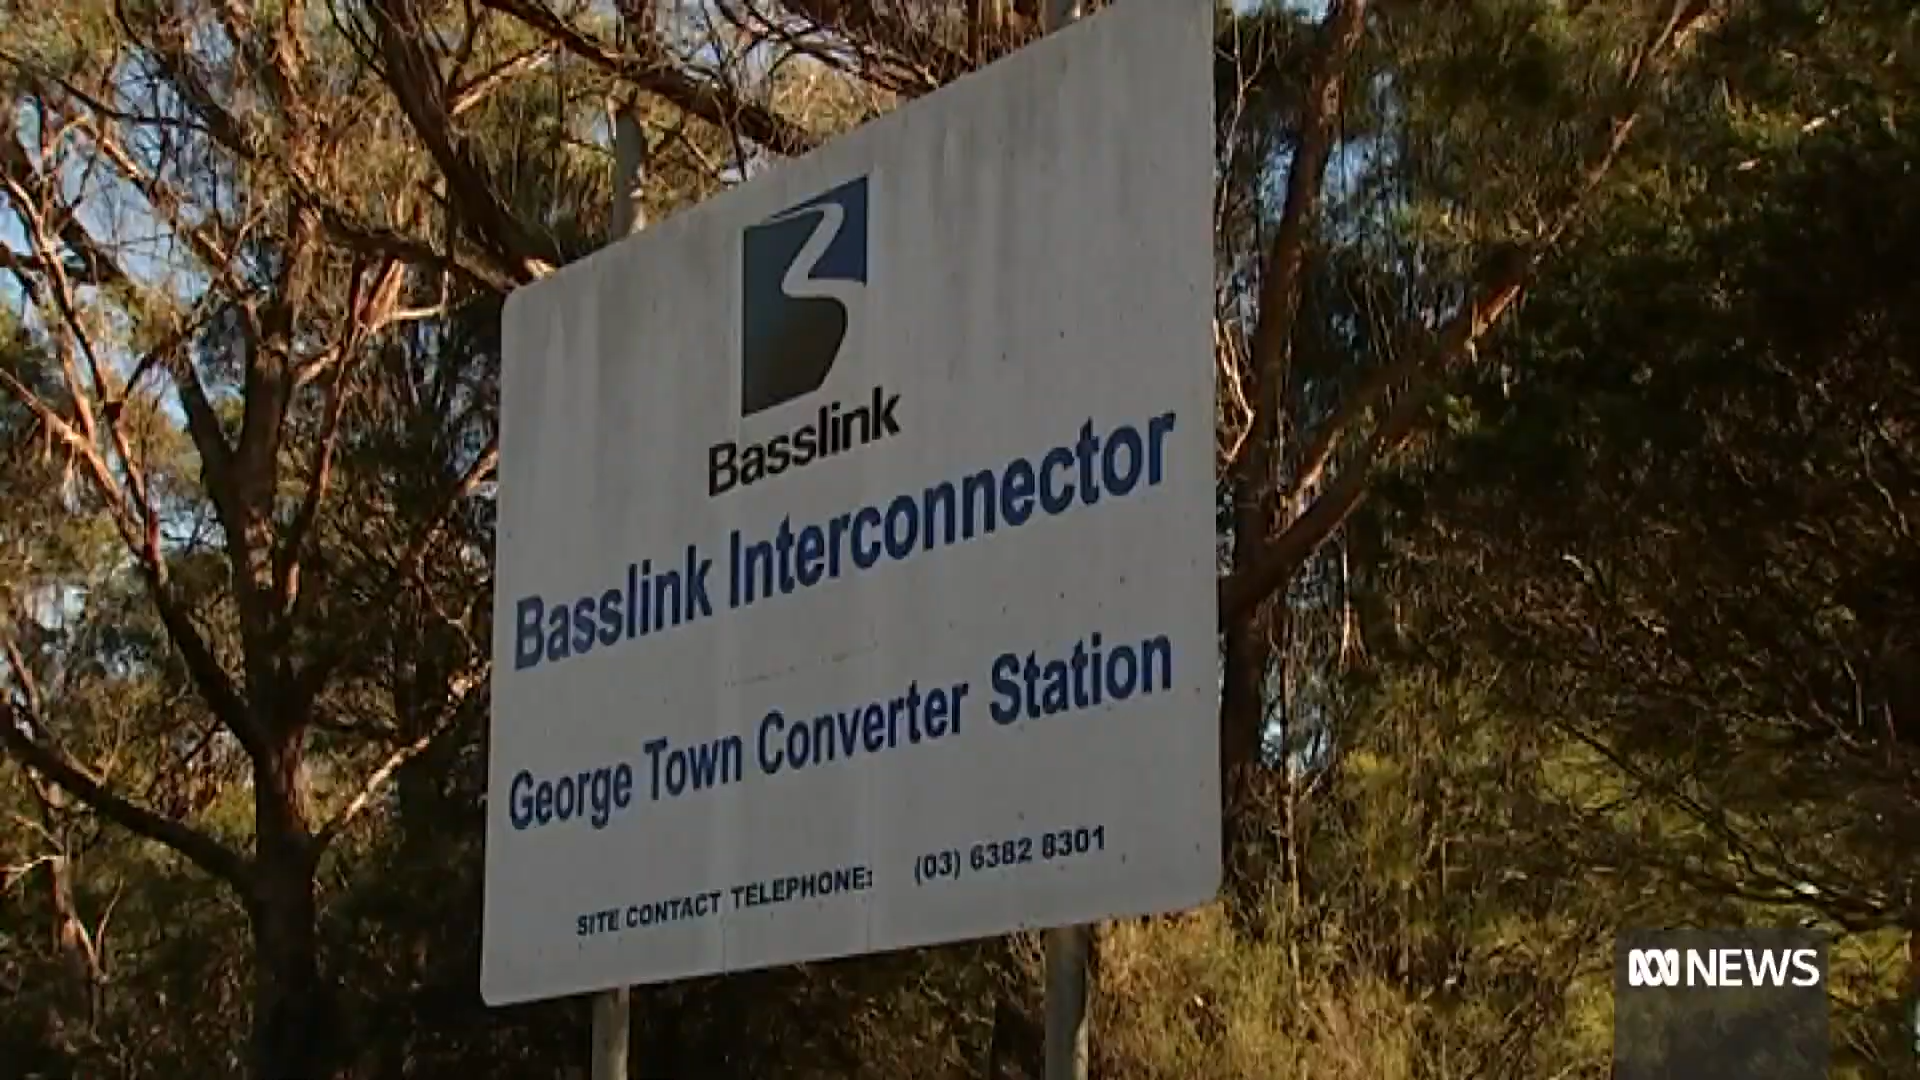 Basslink
Basslink Interconnector
George Town Converter Station
SITE CONTACT TELEPHONE: (03) 6382 8301
NEWS